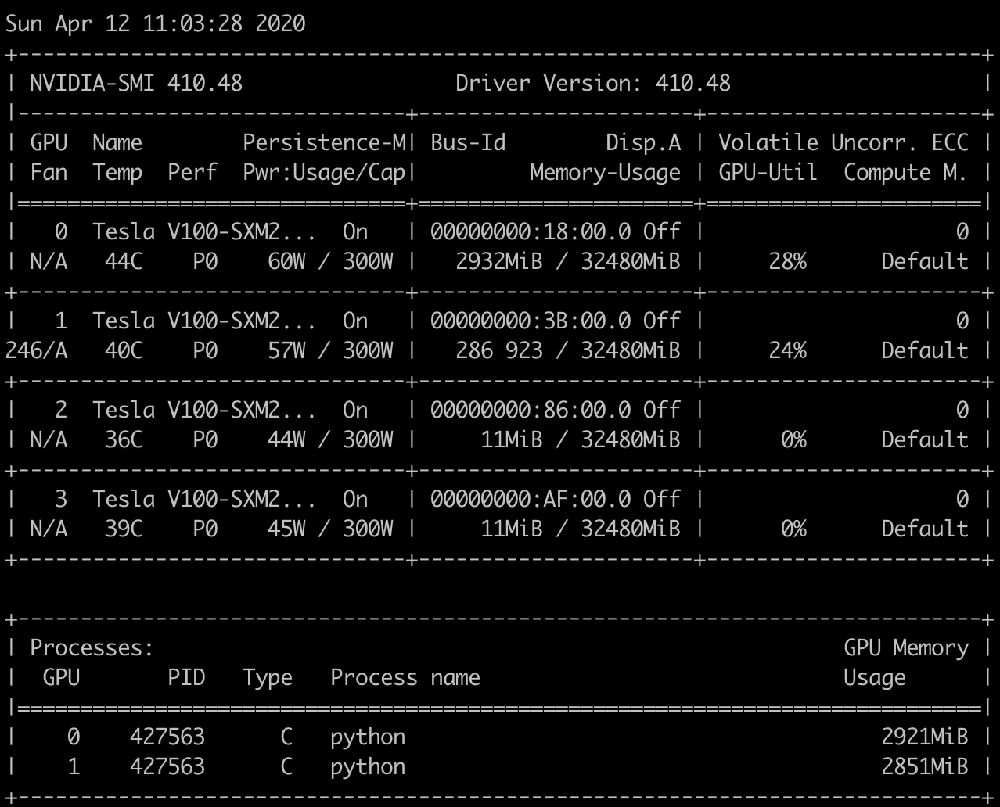 Sun Apr 12 11:03:28 2020
+-----------------------------------------------------------------------------+
| NVIDIA-SMI 410.48                 Driver Version: 410.48                    |
|-------------------------------+----------------------+----------------------+
| GPU  Name        Persistence-M| Bus-Id        Disp.A | Volatile Uncorr. ECC |
| Fan  Temp  Perf  Pwr:Usage/Cap|         Memory-Usage | GPU-Util  Compute M. |
|===============================+======================+======================|
|   0  Tesla V100-SXM2...  On   | 00000000:18:00.0 Off |                    0 |
| N/A   44C    P0    60W / 300W |   2932MiB / 32480MiB |     28%      Default |
+-------------------------------+----------------------+----------------------+
|   1  Tesla V100-SXM2...  On   | 00000000:3B:00.0 Off |                    0 |
246/A   40C    P0    57W / 300W |   286 923 / 32480MiB |     24%      Default |
+-------------------------------+----------------------+----------------------+
|   2  Tesla V100-SXM2...  On   | 00000000:86:00.0 Off |                    0 |
| N/A   36C    P0    44W / 300W |     11MiB / 32480MiB |      0%      Default |
+-------------------------------+----------------------+----------------------+
|   3  Tesla V100-SXM2...  On   | 00000000:AF:00.0 Off |                    0 |
| N/A   39C    P0    45W / 300W |     11MiB / 32480MiB |      0%      Default |
+-------------------------------+----------------------+----------------------+

+-----------------------------------------------------------------------------+
| Processes:                                                       GPU Memory |
|  GPU       PID   Type   Process name                             Usage      |
|=============================================================================|
|    0    427563      C   python                                      2921MiB |
|    1    427563      C   python                                      2851MiB |
+-----------------------------------------------------------------------------+